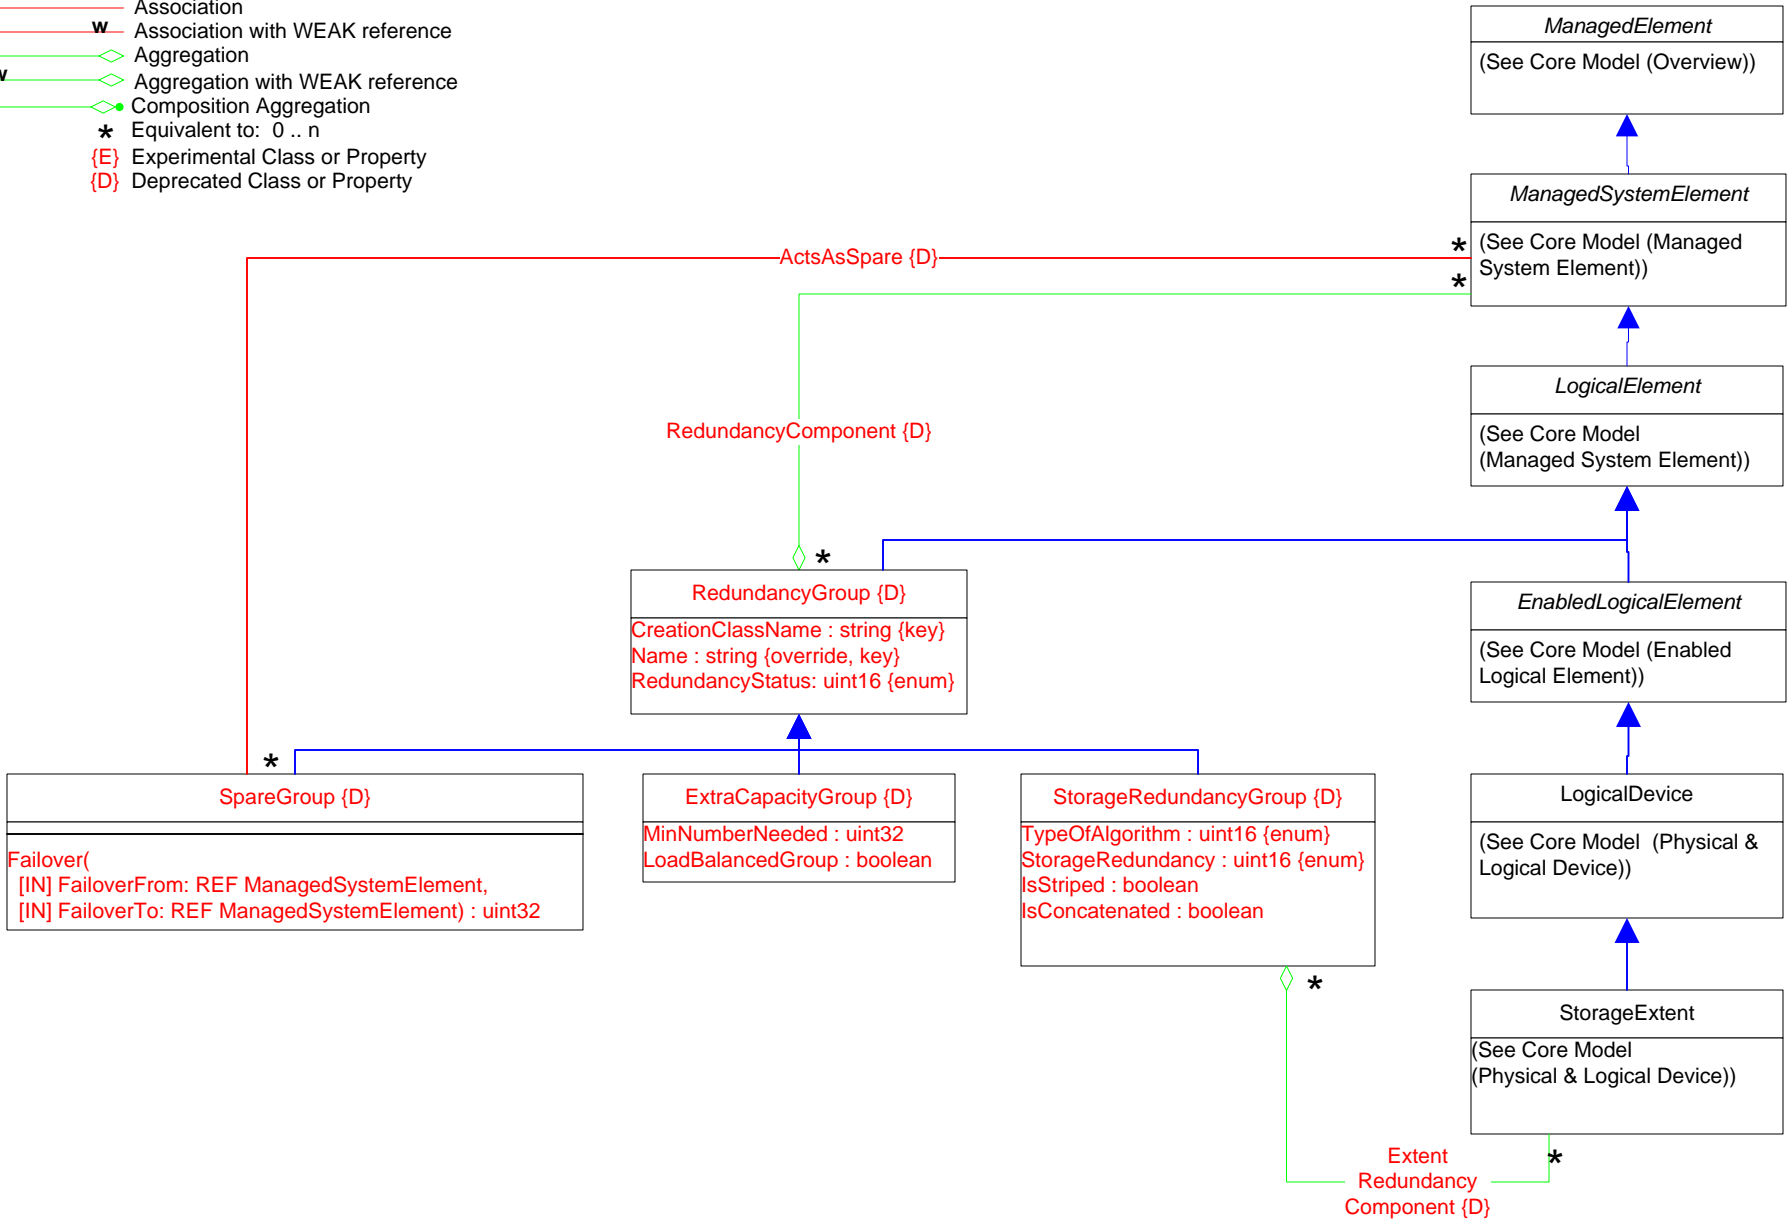 Association
w Association with WEAK reference
Aggregation
w Aggregation with WEAK reference
Composition Aggregation
* Equivalent to: 0 .. n
{E} Experimental Class or Property
{D} Deprecated Class or Property
ManagedElement
(See Core Model (Overview))
ManagedSystemElement
(See Core Model (Managed
System Element))
*
*
ActsAsSpare {D}
LogicalElement
(See Core Model
(Managed System Element))
RedundancyComponent {D}
*
RedundancyGroup {D}
CreationClassName : string {key}
Name : string {override, key}
RedundancyStatus: uint16 {enum}
EnabledLogicalElement
(See Core Model (Enabled
Logical Element))
*
SpareGroup {D}
Failover(
[IN] FailoverFrom: REF ManagedSystemElement,
[IN] FailoverTo: REF ManagedSystemElement) : uint32
ExtraCapacityGroup {D}
MinNumberNeeded : uint32
LoadBalancedGroup : boolean
StorageRedundancyGroup {D}
TypeOfAlgorithm : uint16 {enum}
StorageRedundancy : uint16 {enum}
IsStriped : boolean
IsConcatenated : boolean
*
LogicalDevice
(See Core Model (Physical &
Logical Device))
StorageExtent
(See Core Model
(Physical & Logical Device))
*
Extent
Redundancy
Component {D}